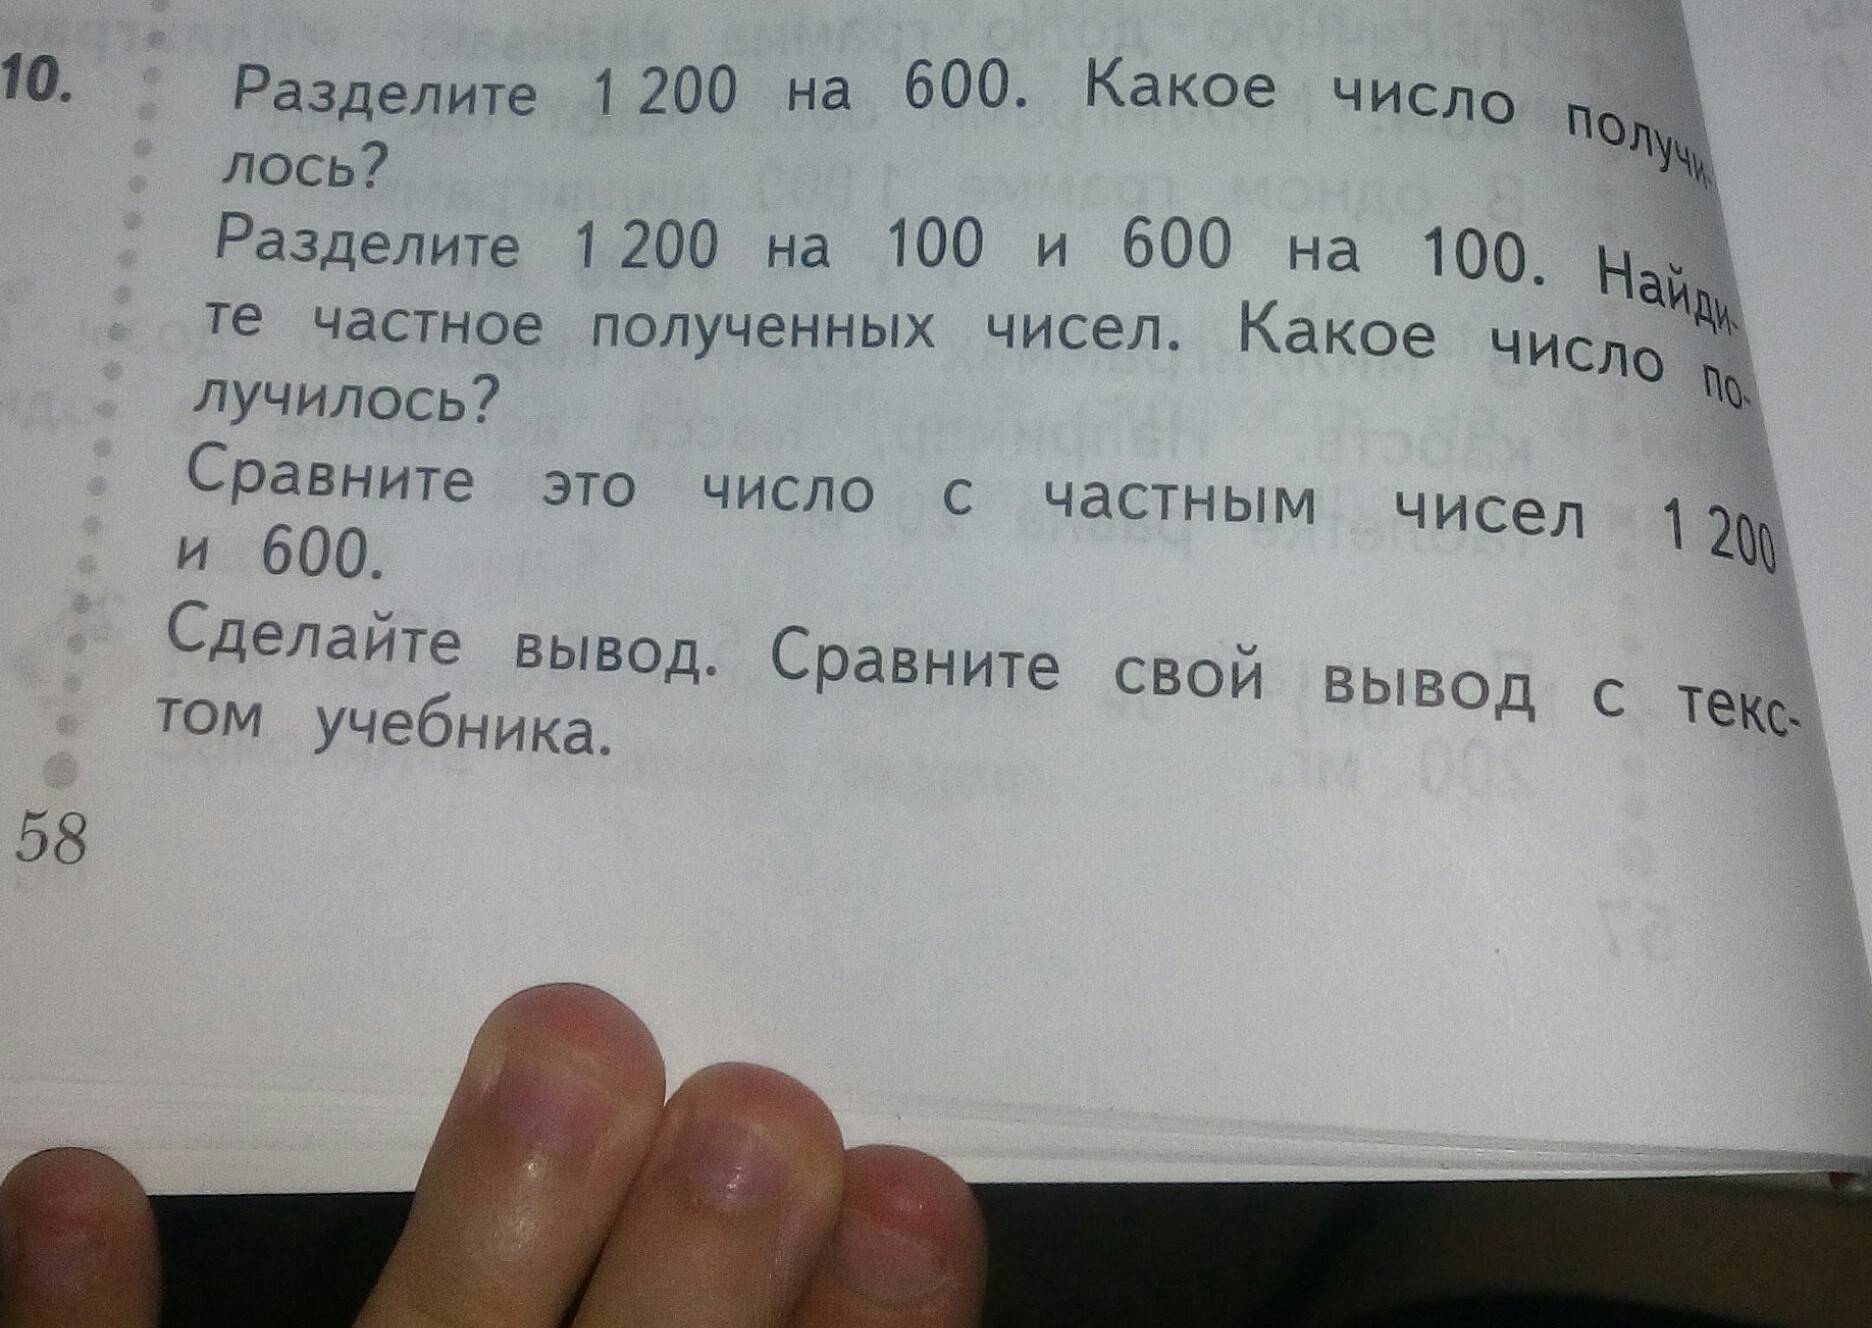 10. Разделите 1 200 на 600. Какое число получи-
лось?
Разделите 1 200 на 100 и 600 на 100. Найди-
те частное полученных чисел. Какое число по-
лучилось?
Сравните это число с частным чисел 1 200
и 600.
Сделайте вывод. Сравните свой вывод с текс-
том учебника.
58